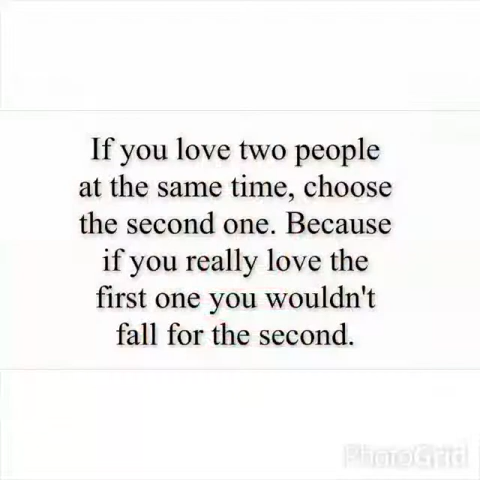 If you love two people
at the same time, choose
the second one. Because
if you really love the
first one you wouldn't
fall for the second.
PhotoGrid